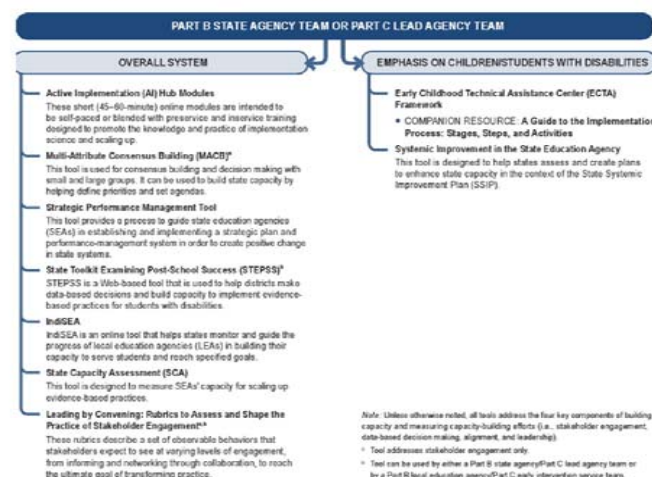 PART B STATE AGENCY TEAM OR PART C LEAD AGENCY TEAM
OVERALL SYSTEM
Active Implementation (AI) Hub Modules
These short (45–60-minute) online modules are intended to
be self-paced or blended with preservice and inservice training
designed to promote the knowledge and practice of implementation
science and scaling up.
Multi-Attribute Consensus Building (MACB)ᵃ
This tool is used for consensus building and decision making with
small and large groups. It can be used to build state capacity by
helping define priorities and set agendas.
Strategic Performance Management Tool
This tool provides a process to guide state education agencies
(SEAs) in establishing and implementing a strategic plan and
performance-management system in order to create positive change
in state systems.
State Toolkit Examining Post-School Success (STEPSS)ᵇ
STEPSS is a Web-based tool that is used to help districts make
data-based decisions and build capacity to implement evidence-
based practices for students with disabilities.
IndiSEA
IndiSEA is an online tool that helps states monitor and guide the
progress of local education agencies (LEAs) in building their
capacity to serve students and reach specified goals.
State Capacity Assessment (SCA)
This tool is designed to measure SEAs' capacity for scaling up
evidence-based practices.
Leading by Convening: Rubrics to Assess and Shape the
Practice of Stakeholder Engagementᵃ,ᵇ
These rubrics describe a set of observable behaviors that
stakeholders expect to see at varying levels of engagement,
from informing and networking through collaboration, to reach
the ultimate goal of transforming practice.
EMPHASIS ON CHILDREN/STUDENTS WITH DISABILITIES
Early Childhood Technical Assistance Center (ECTA)
Framework
• COMPANION RESOURCE: A Guide to the Implementation
Process: Stages, Steps, and Activities
Systemic Improvement in the State Education Agency
This tool is designed to help states assess and create plans
to enhance state capacity in the context of the State Systemic
Improvement Plan (SSIP).
Note: Unless otherwise noted, all tools address the four key components of building
capacity and measuring capacity-building efforts (i.e., stakeholder engagement,
data-based decision making, alignment, and leadership).
ᵃ Tool addresses stakeholder engagement only.
ᵇ Tool can be used by either a Part B state agency/Part C lead agency team or
by a Part B local education agency/Part C early intervention service team.